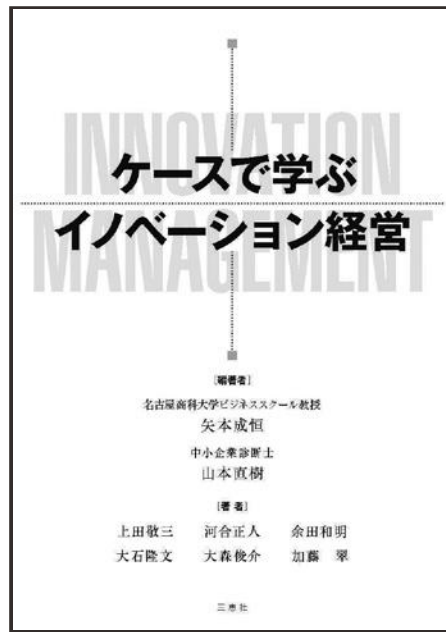 INNOVATION
ケースで学ぶ
イノベーション経営
MANAGEMENT
[編著者]
名古屋商科大学ビジネススクール教授
矢本成恒
中小企業診断士
山本直樹
[著者]
上田敬三 河合正人 余田和明
大石隆文 大森俊介 加藤 翠
三恵社